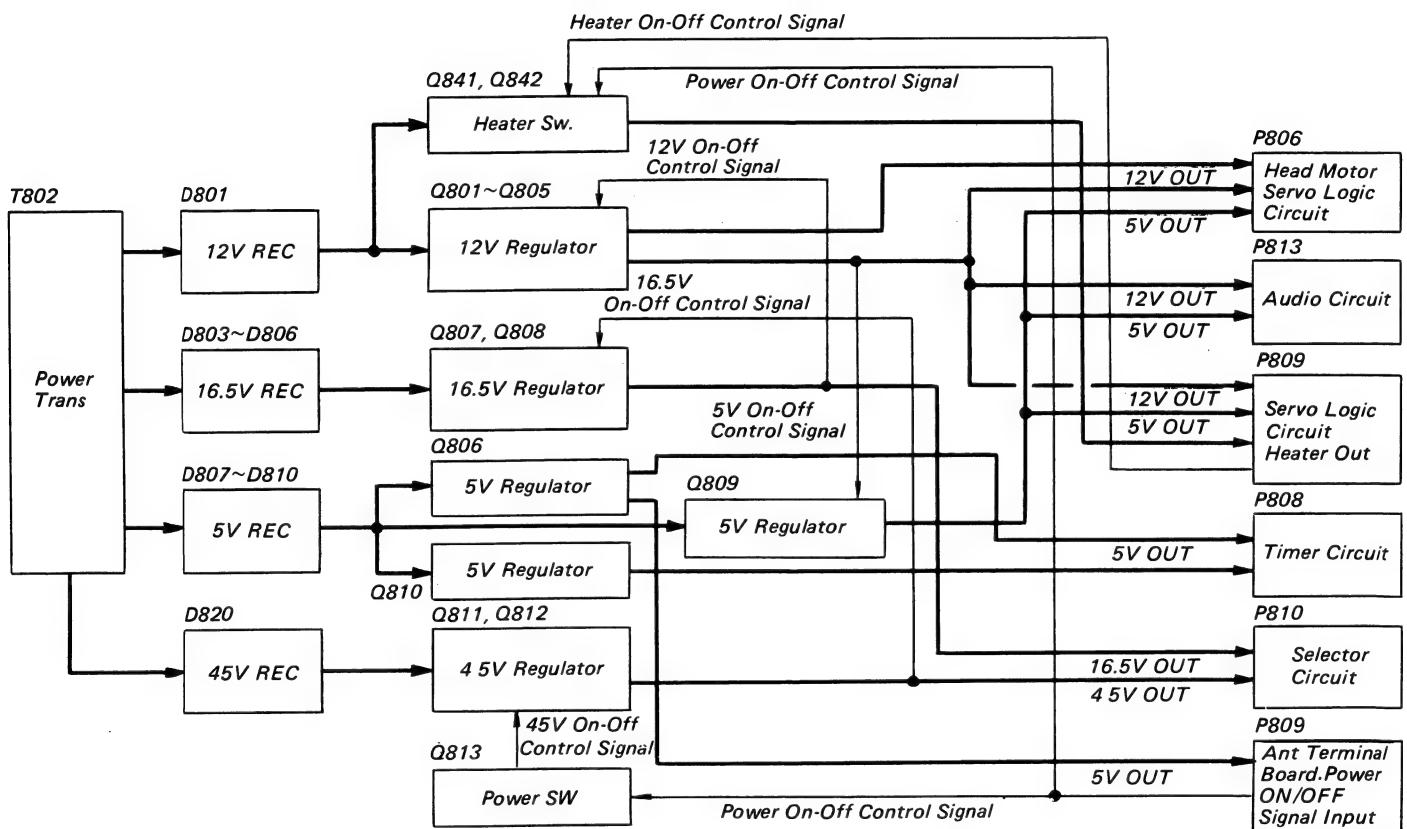 Heater On-Off Control Signal
Q841, Q842
Power On-Off Control Signal
Heater Sw.
12V On-Off
Control Signal
P806
Head Motor
Servo Logic
Circuit
12V OUT
5V OUT
T802
Power
Trans
D801
12V REC
Q801~Q805
12V Regulator
16.5V
On-Off Control Signal
P813
Audio Circuit
12V OUT
5V OUT
D803~D806
16.5V REC
Q807, Q808
16.5V Regulator
P809
Servo Logic
Circuit
Heater Out
12V OUT
5V OUT
5V On-Off
Control Signal
D807~D810
5V REC
Q806
5V Regulator
Q809
5V Regulator
P808
Timer Circuit
5V OUT
Q810
5V Regulator
D820
45V REC
Q811, Q812
4 5V Regulator
P810
Selector
Circuit
16.5V OUT
4 5V OUT
45V On-Off
Control Signal
Q813
Power SW
P809
Ant Terminal
Board.Power
ON/OFF
Signal Input
5V OUT
Power On-Off Control Signal